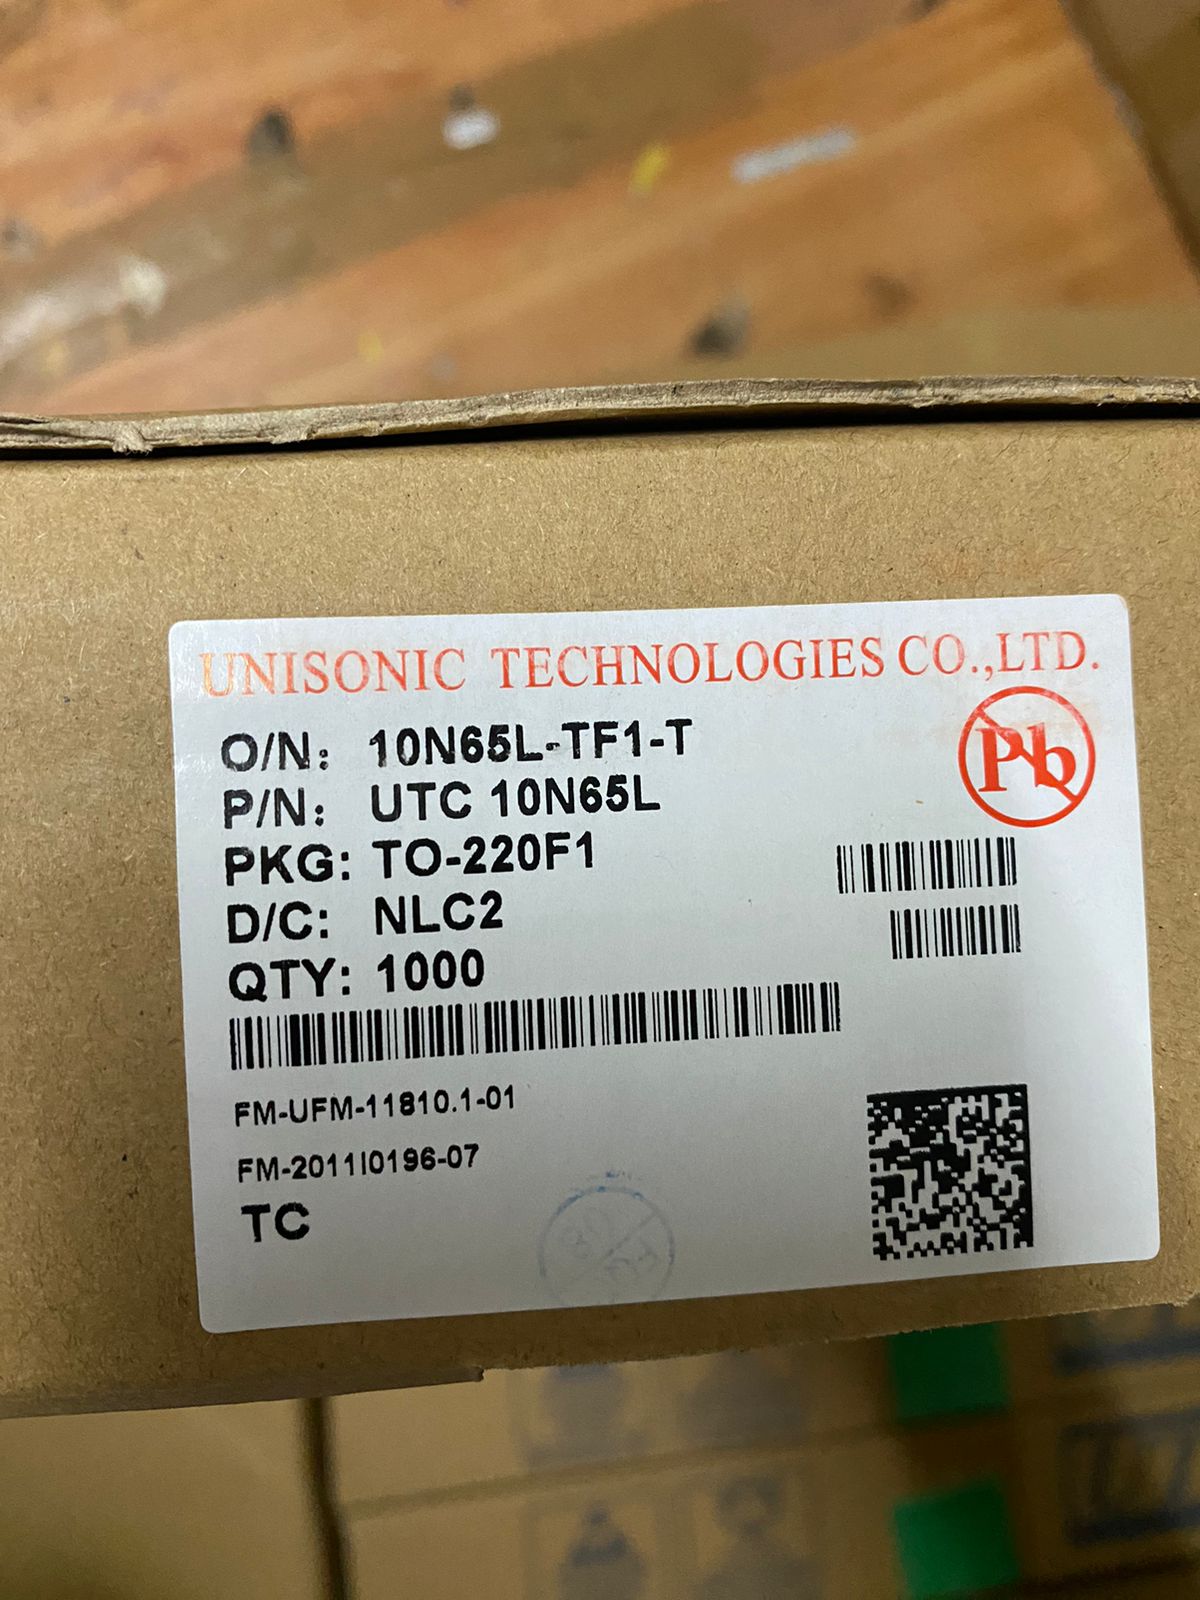 UNISONIC TECHNOLOGIES CO.,LTD.
Pb
O/N: 10N65L-TF1-T
P/N: UTC 10N65L
PKG: TO-220F1
D/C: NLC2
QTY: 1000
FM-UFM-11810.1-01
FM-2011I0196-07
TC